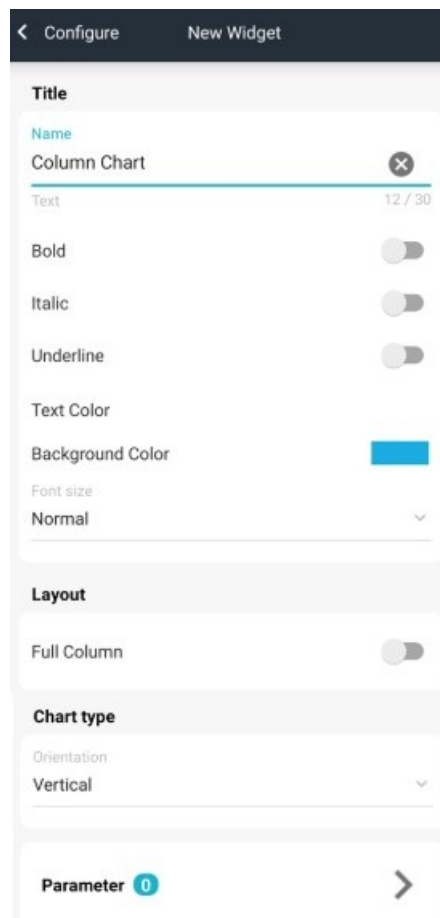 Configure New Widget
Title
Name
Column Chart
Text 12 / 30
Bold
Italic
Underline
Text Color
Background Color
Font size
Normal
Layout
Full Column
Chart type
Orientation
Vertical
Parameter 0